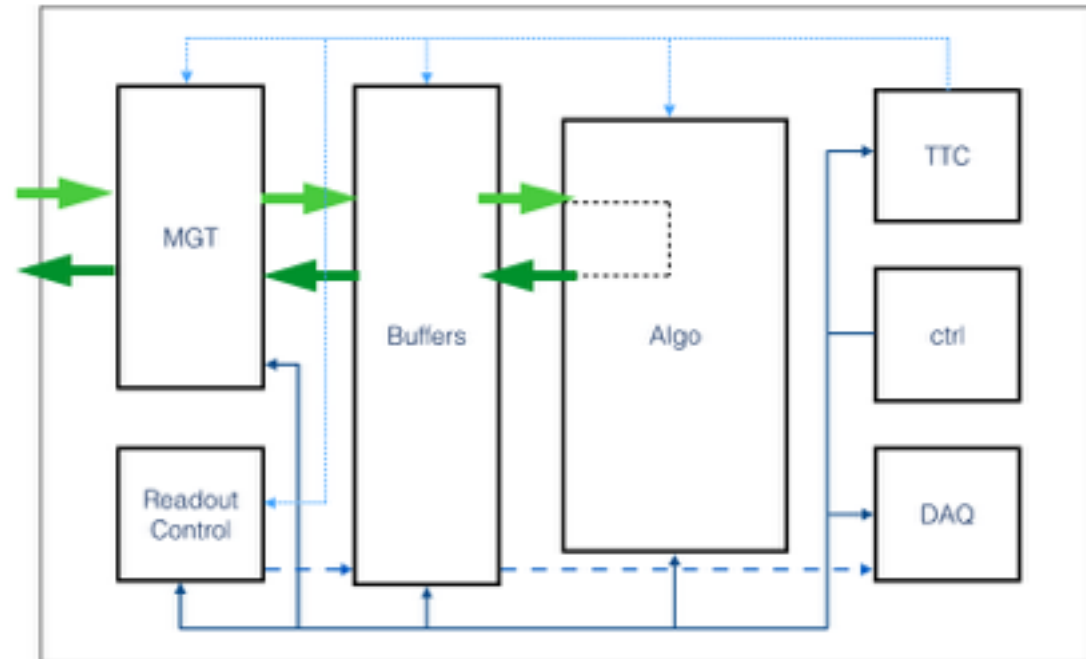 MGT
Buffers
Algo
TTC
ctrl
Readout
Control
DAQ